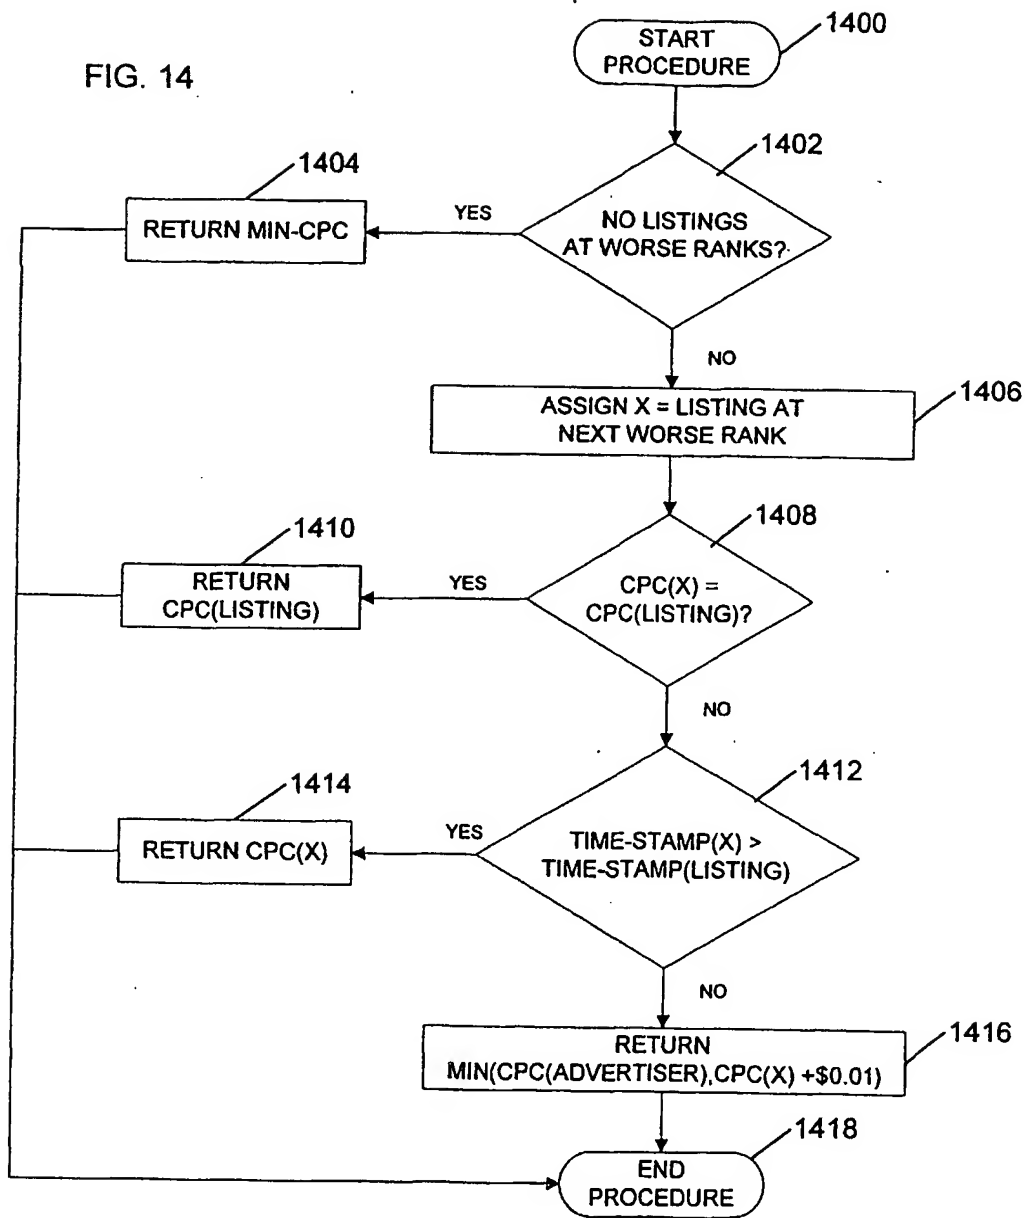 FIG. 14
START
PROCEDURE
1400
1402
NO LISTINGS
AT WORSE RANKS?
YES
1404
RETURN MIN-CPC
NO
1406
ASSIGN X = LISTING AT
NEXT WORSE RANK
1408
CPC(X) =
CPC(LISTING)?
YES
1410
RETURN
CPC(LISTING)
NO
1412
TIME-STAMP(X) >
TIME-STAMP(LISTING)
YES
1414
RETURN CPC(X)
NO
1416
RETURN
MIN(CPC(ADVERTISER),CPC(X) +$0.01)
1418
END
PROCEDURE